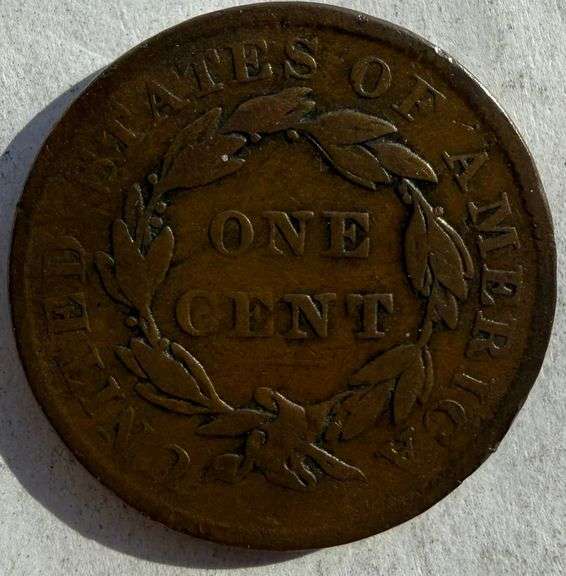 UNITED STATES OF AMERICA
ONE
CENT